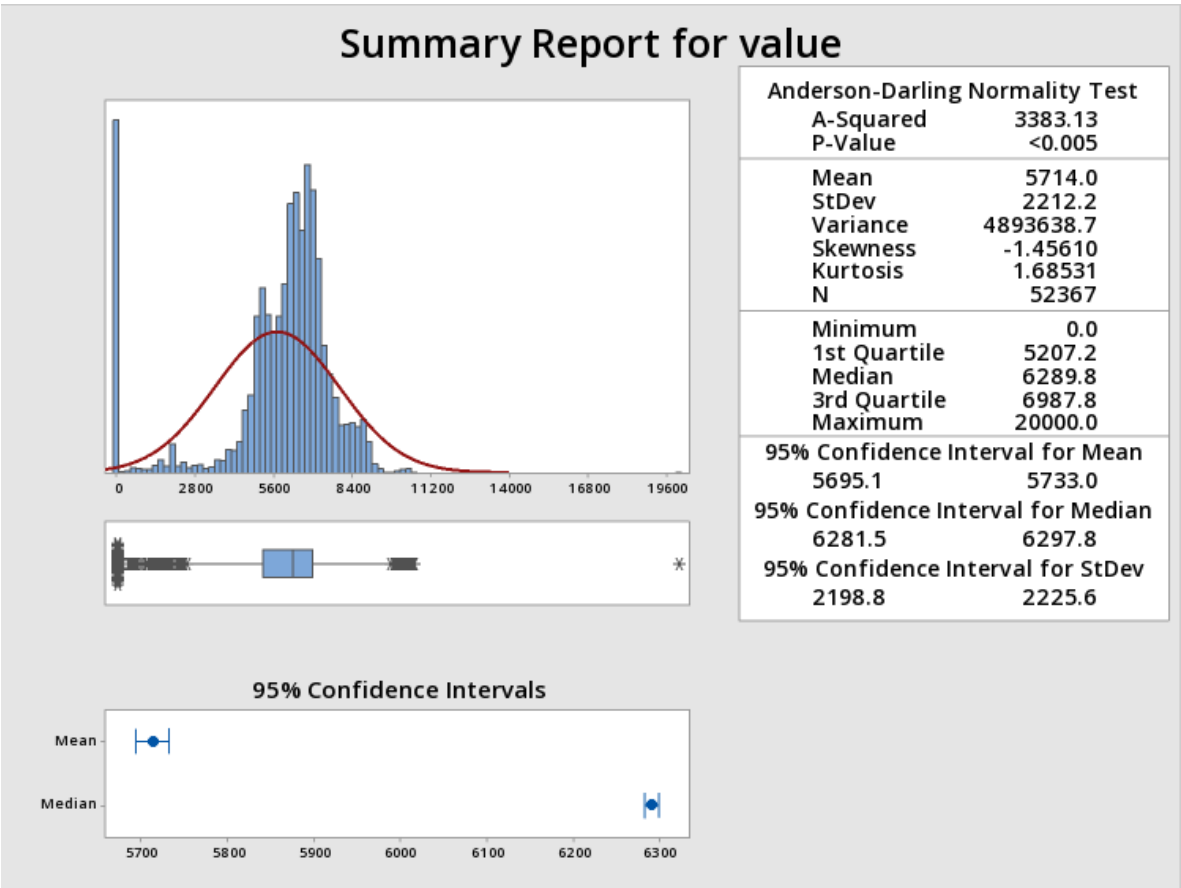 Summary Report for value
0 2800 5600 8400 11200 14000 16800 19600
Anderson-Darling Normality Test
A-Squared 3383.13
P-Value <0.005
Mean 5714.0
StDev 2212.2
Variance 4893638.7
Skewness -1.45610
Kurtosis 1.68531
N 52367
Minimum 0.0
1st Quartile 5207.2
Median 6289.8
3rd Quartile 6987.8
Maximum 20000.0
95% Confidence Interval for Mean
5695.1 5733.0
95% Confidence Interval for Median
6281.5 6297.8
95% Confidence Interval for StDev
2198.8 2225.6
95% Confidence Intervals
Mean
Median
5700 5800 5900 6000 6100 6200 6300